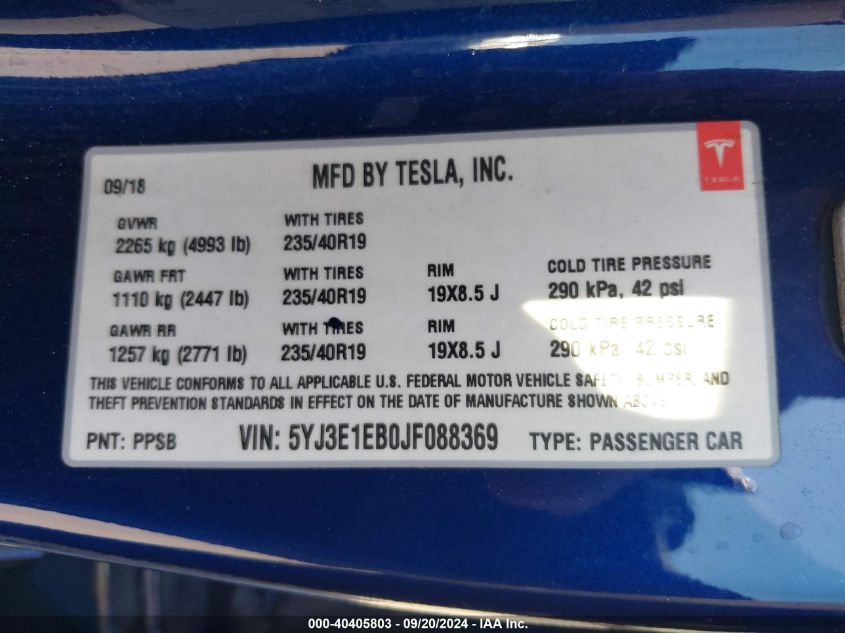 09/18 MFD BY TESLA, INC.
TESLA
GVWR WITH TIRES
2265 kg (4993 lb) 235/40R19
GAWR FRT WITH TIRES RIM COLD TIRE PRESSURE
1110 kg (2447 lb) 235/40R19 19X8.5 J 290 kPa, 42 psi
GAWR RR WITH TIRES RIM COLD TIRE PRESSURE
1257 kg (2771 lb) 235/40R19 19X8.5 J 290 kPa 42 psi
THIS VEHICLE CONFORMS TO ALL APPLICABLE U.S. FEDERAL MOTOR VEHICLE SAFETY, BUMPER, AND
THEFT PREVENTION STANDARDS IN EFFECT ON THE DATE OF MANUFACTURE SHOWN ABOVE.
PNT: PPSB VIN: 5YJ3E1EB0JF088369 TYPE: PASSENGER CAR
000-40405803 - 09/20/2024 - IAA Inc.